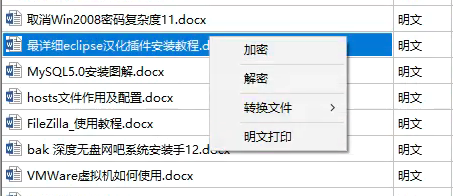 取消Win2008密码复杂度11.docx 明文
最详细eclipse汉化插件安装教程.d 明文
MySQL5.0安装图解.docx 明文
hosts文件作用及配置.docx 明文
FileZilla_使用教程.docx 明文
bak 深度无盘网吧系统安装手12.docx 明文
VMWare虚拟机如何使用.docx 明文
加密
解密
转换文件
明文打印